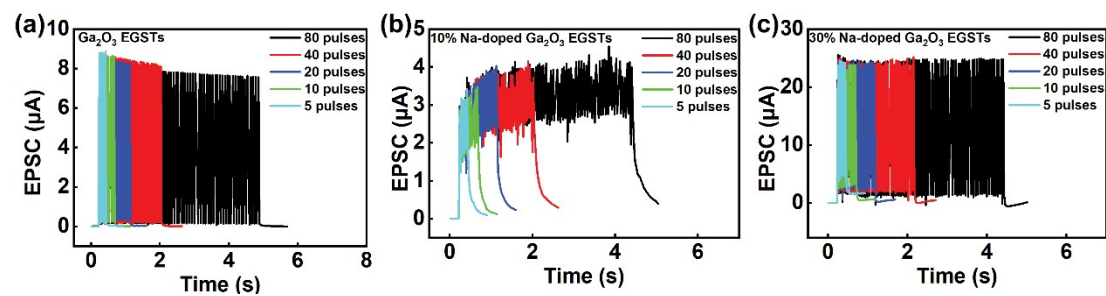 (a)
Ga₂O₃ EGSTs
80 pulses
40 pulses
20 pulses
10 pulses
5 pulses
EPSC (μA)
10
8
6
4
2
0
0 2 4 6 8
Time (s)
(b)
10% Na-doped Ga₂O₃ EGSTs
80 pulses
40 pulses
20 pulses
10 pulses
5 pulses
EPSC (μA)
5
4
3
2
1
0
0 2 4 6
Time (s)
(c)
30% Na-doped Ga₂O₃ EGSTs
80 pulses
40 pulses
20 pulses
10 pulses
5 pulses
EPSC (μA)
30
20
10
0
0 2 4 6
Time (s)